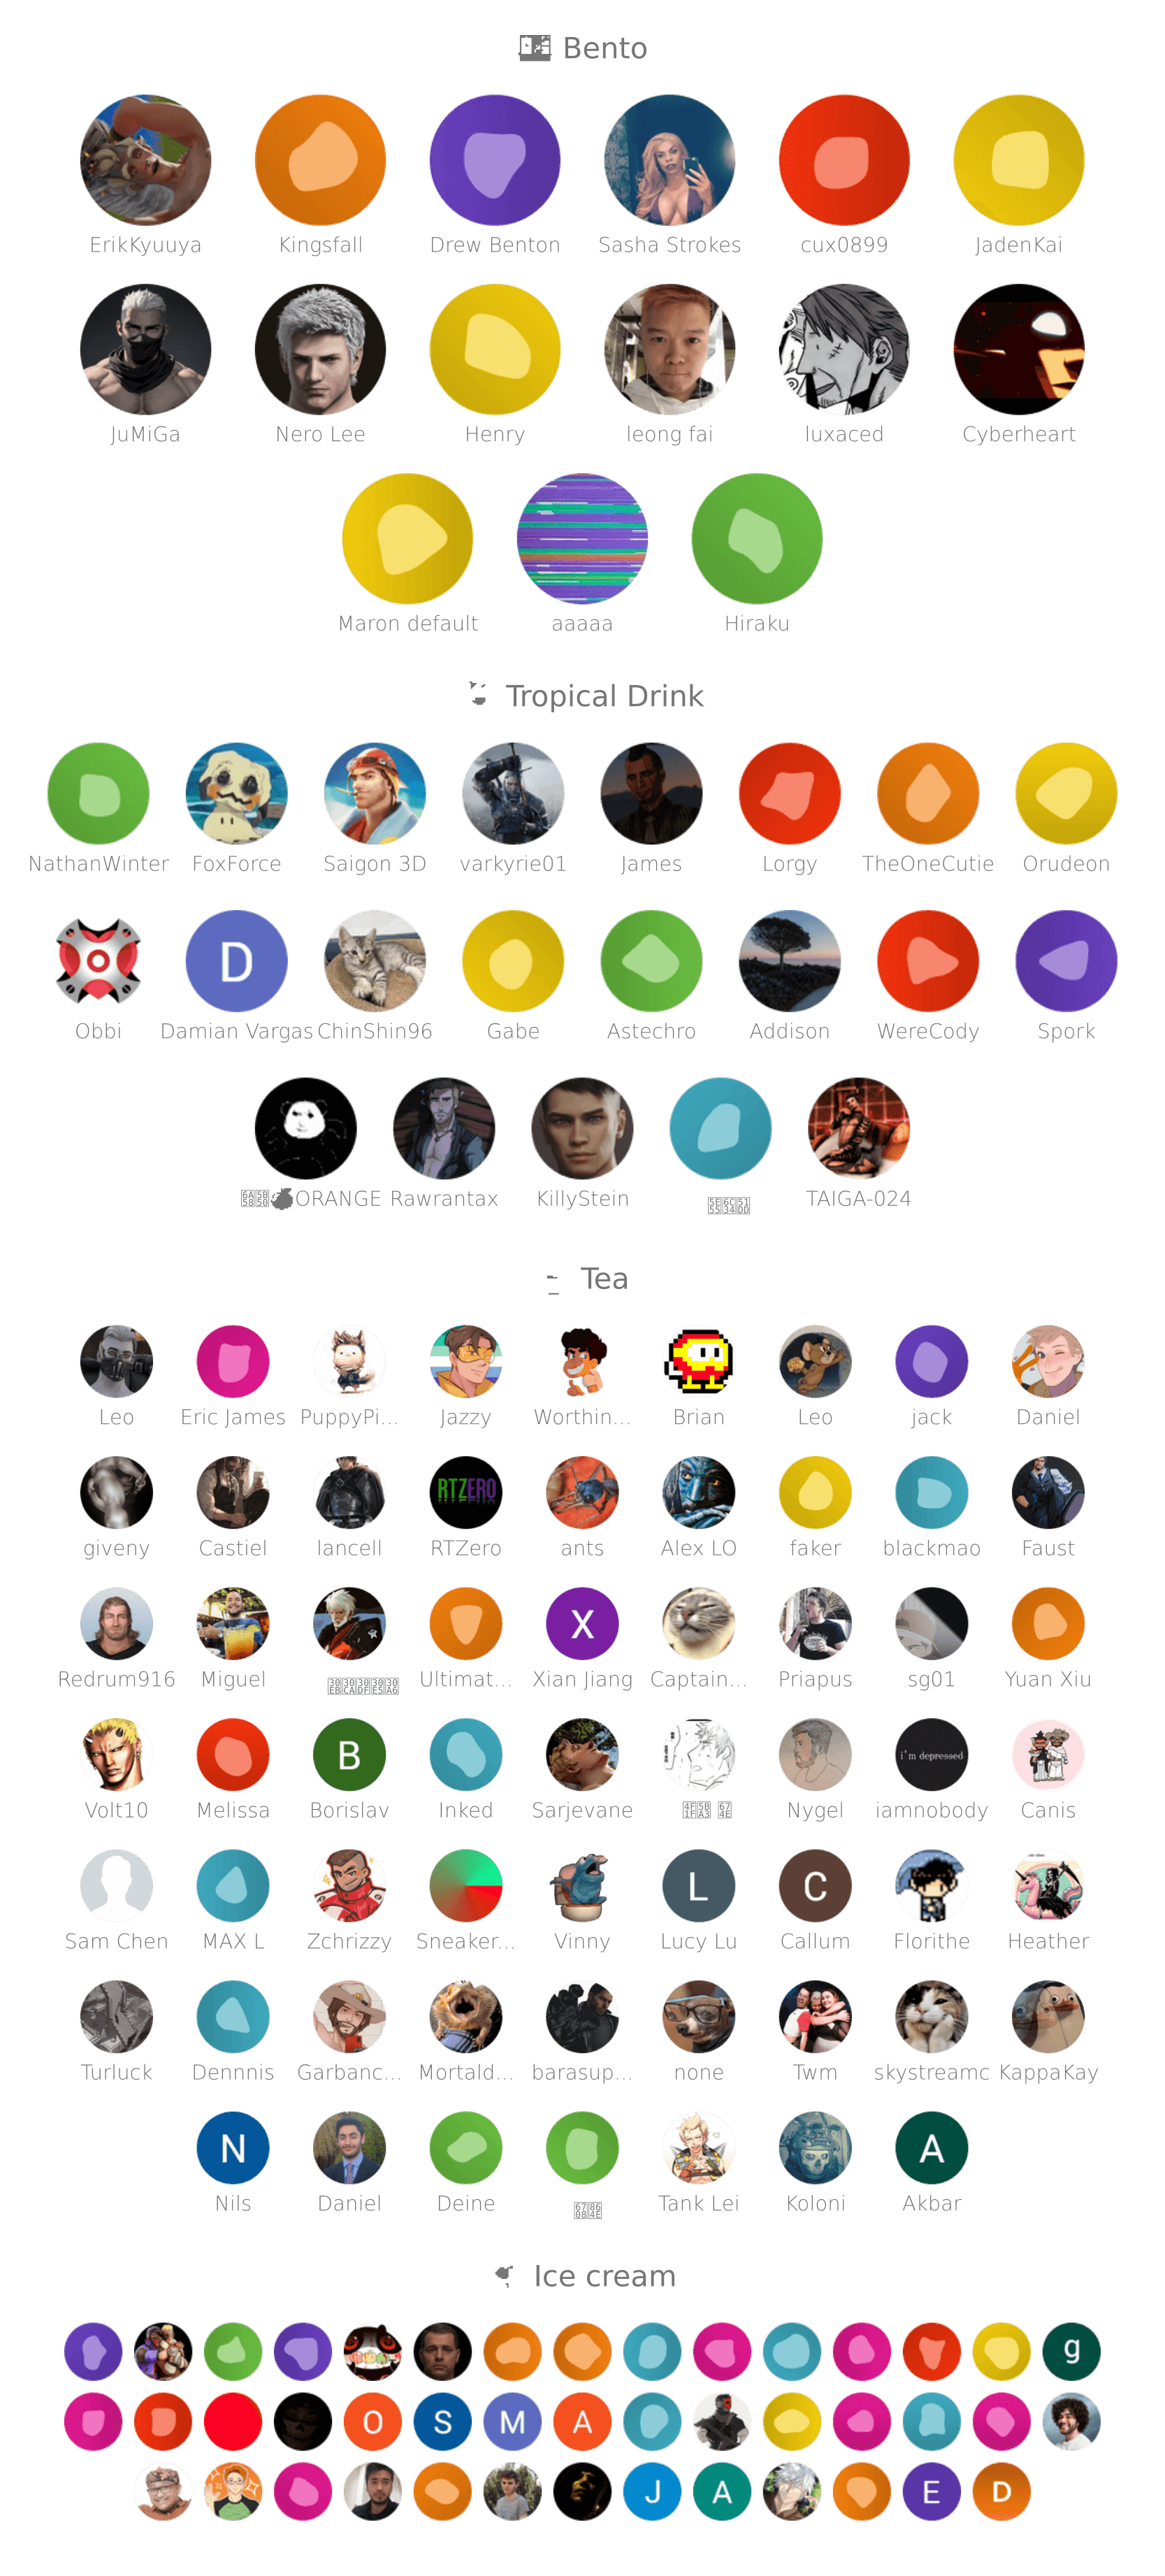 Bento
ErikKyuuya Kingsfall Drew Benton Sasha Strokes cux0899 JadenKai
JuMiGa Nero Lee Henry leong fai luxaced Cyberheart
Maron default aaaaa Hiraku
Tropical Drink
NathanWinter FoxForce Saigon 3D varkyrie01 James Lorgy TheOneCutie Orudeon
D
Obbi Damian Vargas ChinShin96 Gabe Astechro Addison WereCody Spork
ORANGE Rawrantax KillyStein TAIGA-024
Tea
Leo Eric James PuppyPi... Jazzy Worthin... Brian Leo jack Daniel
RTZERO
giveny Castiel lancell RTZero ants Alex LO faker blackmao Faust
X
Redrum916 Miguel Ultimat... Xian Jiang Captain... Priapus sg01 Yuan Xiu
B i'm depressed
Volt10 Melissa Borislav Inked Sarjevane Nygel iamnobody Canis
L C
Sam Chen MAX L Zchrizzy Sneaker... Vinny Lucy Lu Callum Florithe Heather
Turluck Dennnis Garbanc... Mortald... barasup... none Twm skystreamc KappaKay
N A
Nils Daniel Deine Tank Lei Koloni Akbar
Ice cream
g
O S M A
J A E D